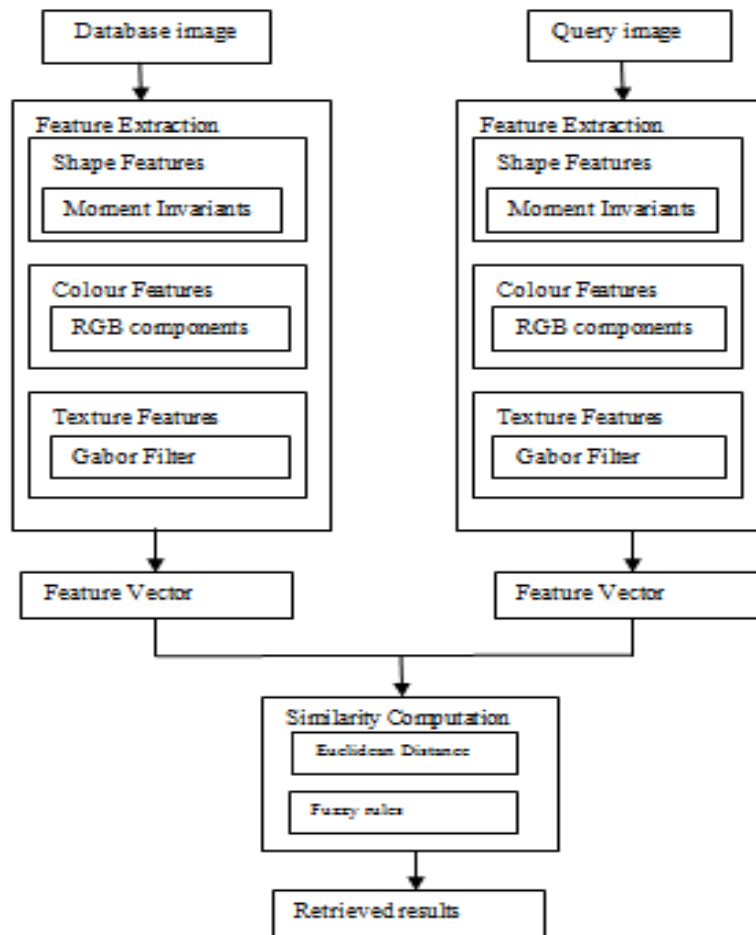 Database image
Query image
Feature Extraction
Shape Features
Moment Invariants
Colour Features
RGB components
Texture Features
Gabor Filter
Feature Extraction
Shape Features
Moment Invariants
Colour Features
RGB components
Texture Features
Gabor Filter
Feature Vector
Feature Vector
Similarity Computation
Euclidean Distance
Fuzzy rules
Retrieved results